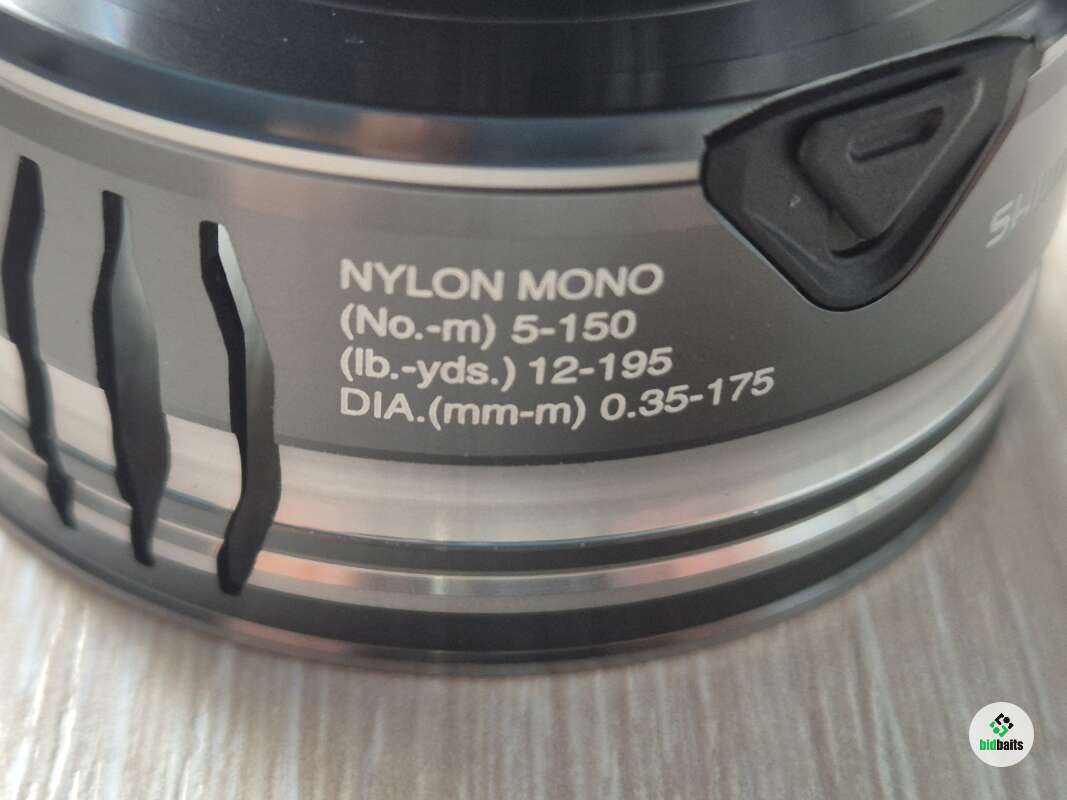 NYLON MONO
(No.-m) 5-150
(lb.-yds.) 12-195
DIA.(mm-m) 0.35-175
bidbaits